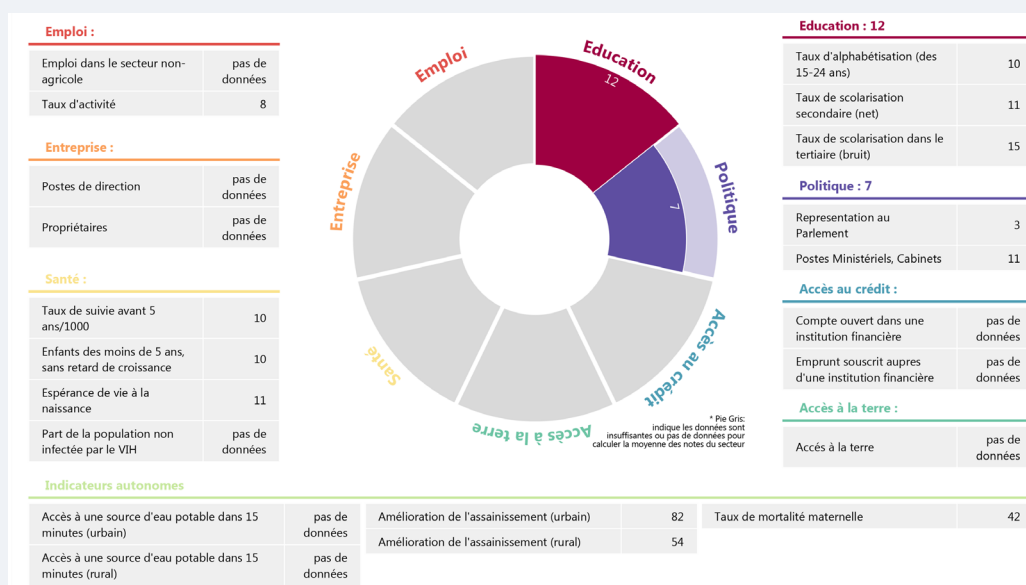 Emploi :
Emploi dans le secteur non-
agricole
pas de
données
Taux d'activité
8
Entreprise :
Postes de direction
pas de
données
Propriétaires
pas de
données
Santé :
Taux de suivie avant 5
ans/1000
10
Enfants des moins de 5 ans,
sans retard de croissance
10
Espérance de vie à la
naissance
11
Part de la population non
infectée par le VIH
pas de
données
Emploi
Education
12
Politique
7
Entreprise
Santé
Accès à la terre
Accès au crédit
* Pie Gris:
indique les données sont
insuffisantes ou pas de données pour
calculer la moyenne des notes du secteur
Education : 12
Taux d'alphabétisation (des
15-24 ans)
10
Taux de scolarisation
secondaire (net)
11
Taux de scolarisation dans le
tertiaire (bruit)
15
Politique : 7
Representation au
Parlement
3
Postes Ministériels, Cabinets
11
Accès au crédit :
Compte ouvert dans une
institution financière
pas de
données
Emprunt souscrit aupres
d'une institution financière
pas de
données
Accès à la terre :
Accés à la terre
pas de
données
Indicateurs autonomes
Accès à une source d'eau potable dans 15
minutes (urbain)
pas de
données
Accès à une source d'eau potable dans 15
minutes (rural)
pas de
données
Amélioration de l'assainissement (urbain)
82
Amélioration de l'assainissement (rural)
54
Taux de mortalité maternelle
42